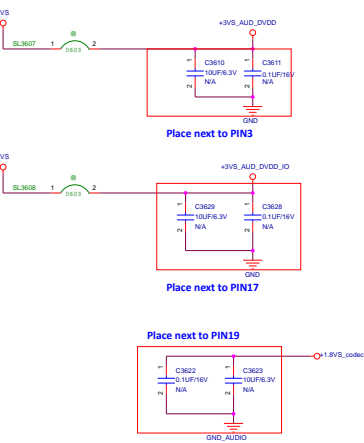 VS
+3VS_AUD_DVDD
SL3607 1 @ 2
0603
1 C3610 1 C3611
10UF/6.3V 0.1UF/16V
2 N/A 2 N/A
GND
Place next to PIN3
VS
+3VS_AUD_DVDD_IO
SL3608 1 @ 2
0603
1 C3629 1 C3628
10UF/6.3V 0.1UF/16V
2 N/A 2 N/A
GND
Place next to PIN17
Place next to PIN19
+1.8VS_codec
1 C3622 1 C3623
0.1UF/16V 10UF/6.3V
2 N/A 2 N/A
GND_AUDIO